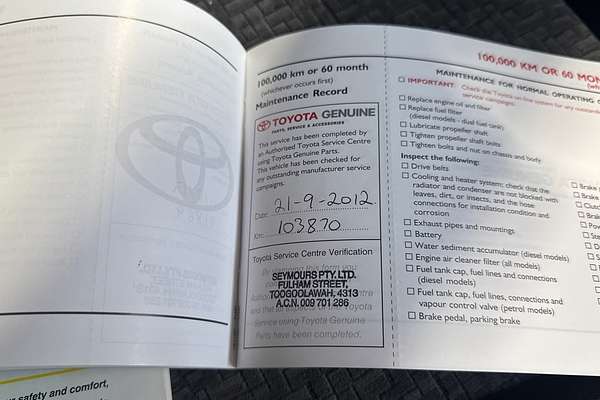 100,000 km or 60 month
(whichever occurs first)
Maintenance Record
TOYOTA GENUINE
PARTS, SERVICE & ACCESSORIES
This service has been completed by
an Authorised Toyota Service Centre
using Toyota Genuine Parts.
This vehicle has been checked for
any outstanding manufacturer service
campaigns.
Date: 21-9-2012
Km: 103870
Toyota Service Centre Verification
SEYMOURS PTY. LTD.
FULHAM STREET,
TOOGOOLAWAH, 4313
A.C.N. 009 701 286
Service using Toyota Genuine
Parts have been completed.
100,000 KM OR 60 MON
MAINTENANCE FOR NORMAL OPERATING C
IMPORTANT: Check the Toyota on-line system for any outstand
service campaigns.
Replace engine oil and filter
Replace fuel filter
(diesel models - dual fuel tank)
Lubricate propeller shaft
Tighten propeller shaft bolts
Tighten bolts and nut on chassis and body
Inspect the following:
Drive belts
Cooling and heater system: check that the
radiator and condenser are not blocked with
leaves, dirt, or insects, and the hose
connections for installation condition and
corrosion
Exhaust pipes and mountings
Battery
Water sediment accumulator (diesel models)
Engine air cleaner filter (all models)
Fuel tank cap, fuel lines and connections
(diesel models)
Fuel tank cap, fuel lines, connections and
vapour control valve (petrol models)
Brake pedal, parking brake
r safety and comfort,